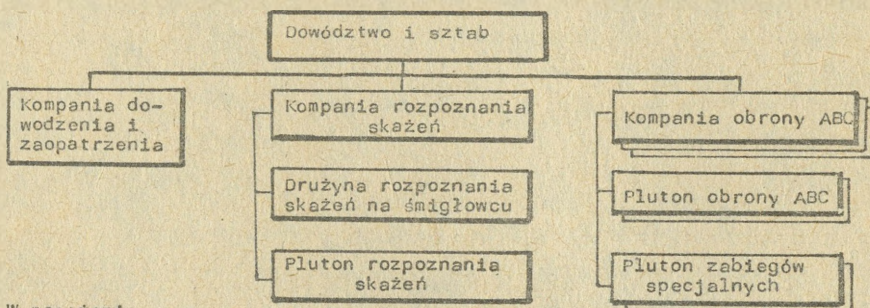 Dowództwo i sztab
Kompania do-
wodzenia i
zaopatrzenia
Kompania rozpoznania
skażeń
Kompania obrony ABC
Drużyna rozpoznania
skażeń na śmigłowcu
Pluton obrony ABC
Pluton rozpoznania
skażeń
Pluton zabiegów
specjalnych